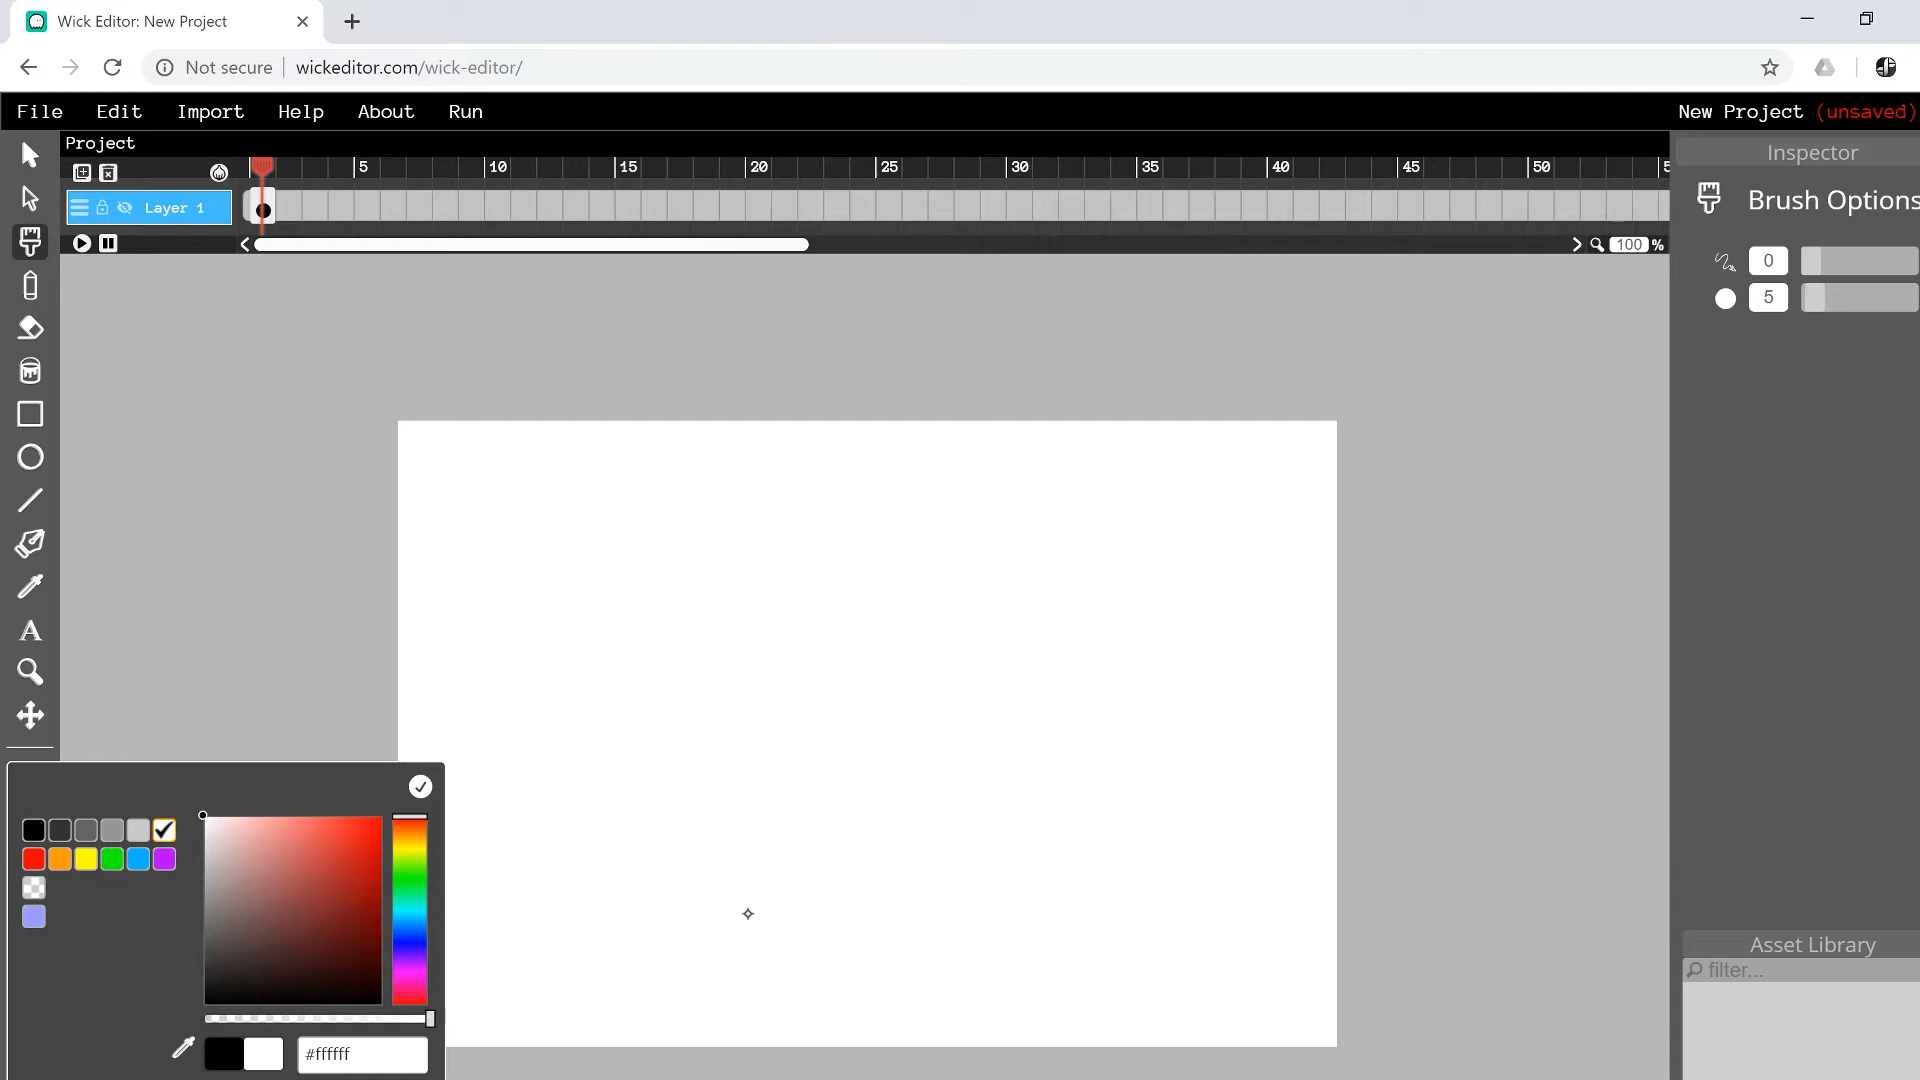 Wick Editor: New Project
Not secure wickeditor.com/wick-editor/
File Edit Import Help About Run New Project (unsaved)
Project
Inspector
5 10 15 20 25 30 35 40 45 50 5
Layer 1
Brush Options
100 %
0
5
A
Asset Library
filter...
#ffffff